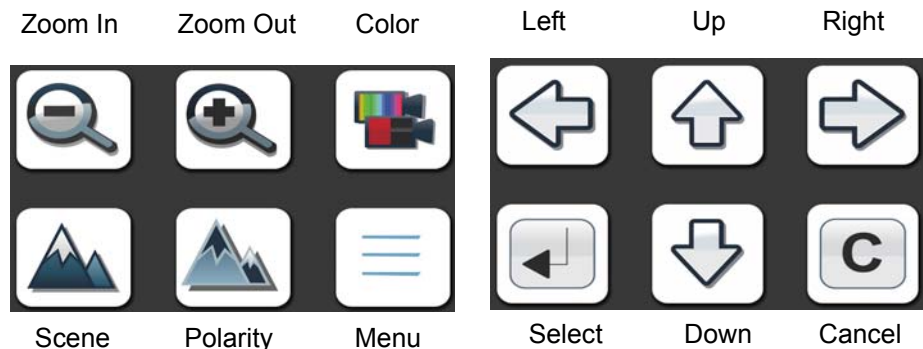 Zoom In Zoom Out Color
Scene Polarity Menu
Left Up Right
C
Select Down Cancel